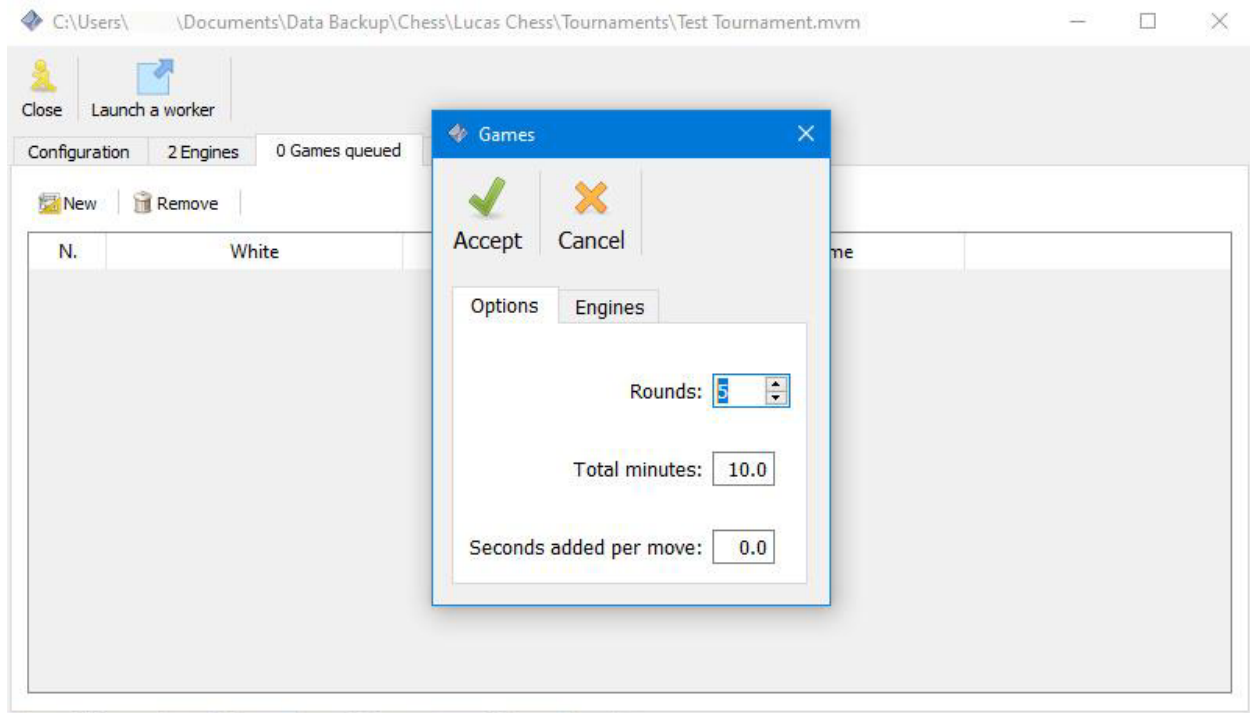 C:\Users\ \Documents\Data Backup\Chess\Lucas Chess\Tournaments\Test Tournament.mvm
Close Launch a worker
Configuration 2 Engines 0 Games queued
New Remove
N. White
Games
Accept Cancel
Options Engines
Rounds: 5
Total minutes: 10.0
Seconds added per move: 0.0